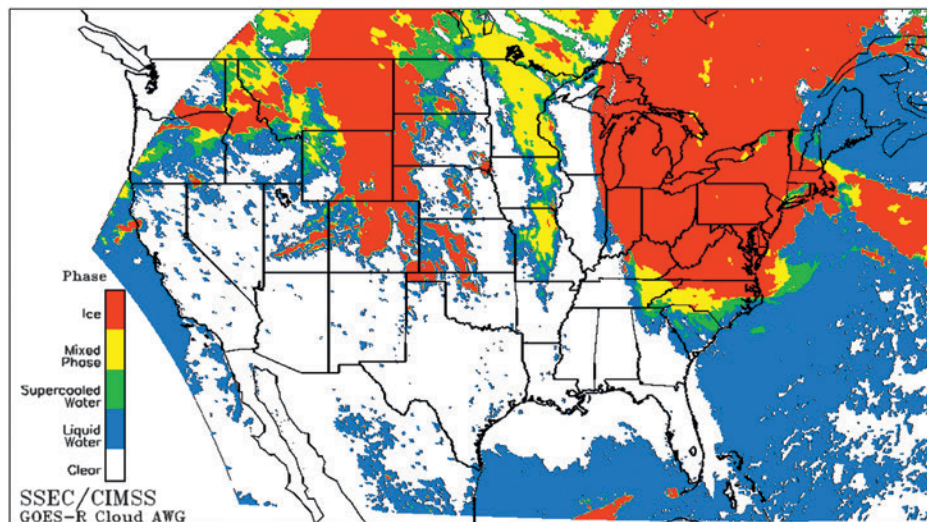 Phase
Ice
Mixed
Phase
Supercooled
Water
Liquid
Water
Clear
SSEC/CIMSS
GOES-R Cloud AWG